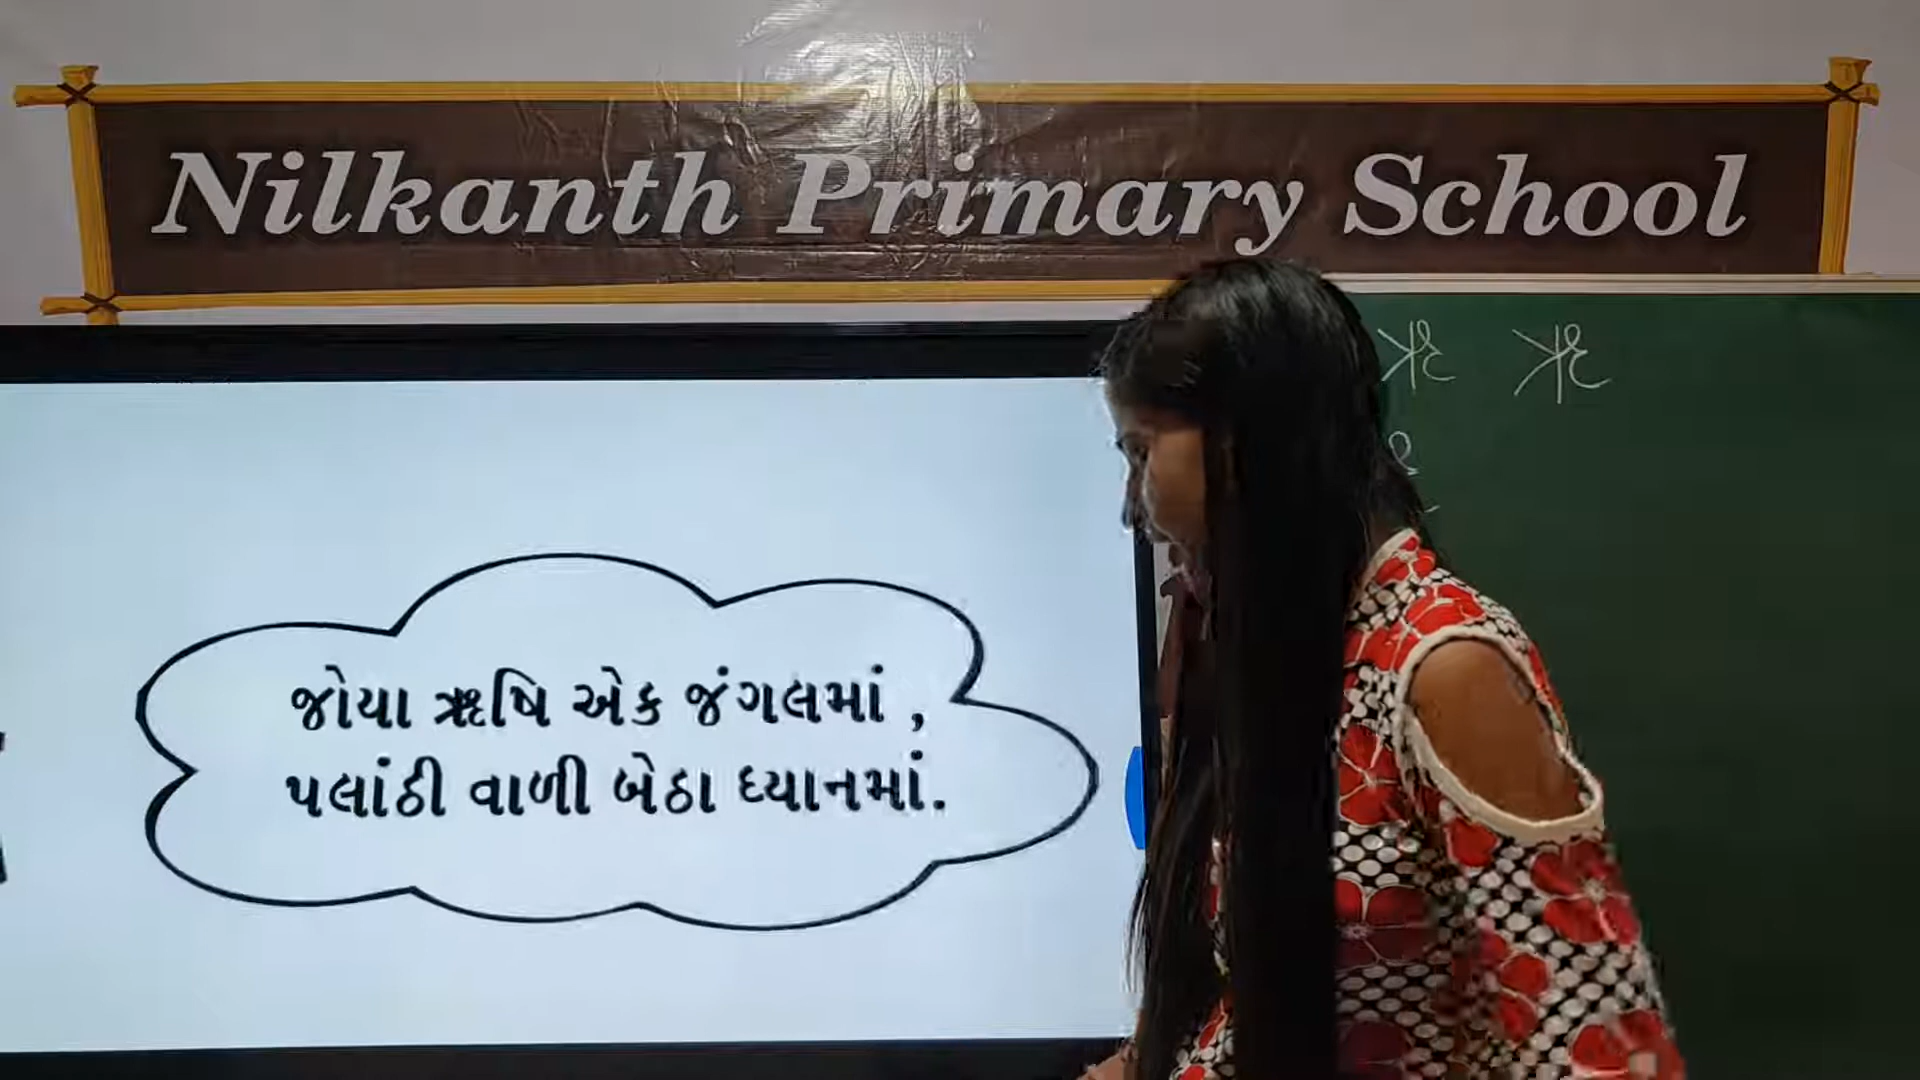 Nilkanth Primary School
ઋ ઋ
જોયા ઋષિ એક જંગલમાં ,
પલાંઠી વાળી બેઠા ધ્યાનમાં.